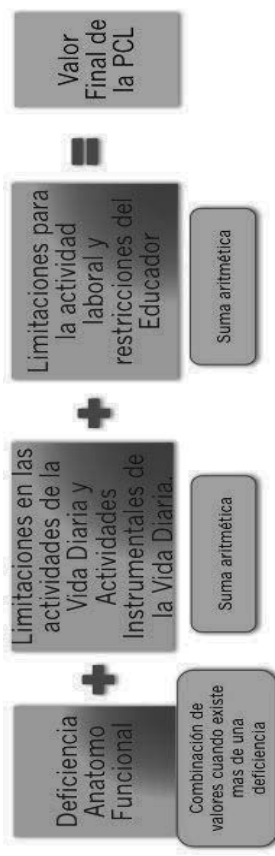 Deficiencia
Anatomo
Funcional
Combinación de
valores cuando existe
mas de una
deficiencia
Limitaciones en las
actividades de la
Vida Diaria y
Actividades
Instrumentales de
la Vida Diaria.
Suma aritmética
Limitaciones para
la actividad
laboral y
restricciones del
Educador
Suma aritmética
Valor
Final de
la PCL